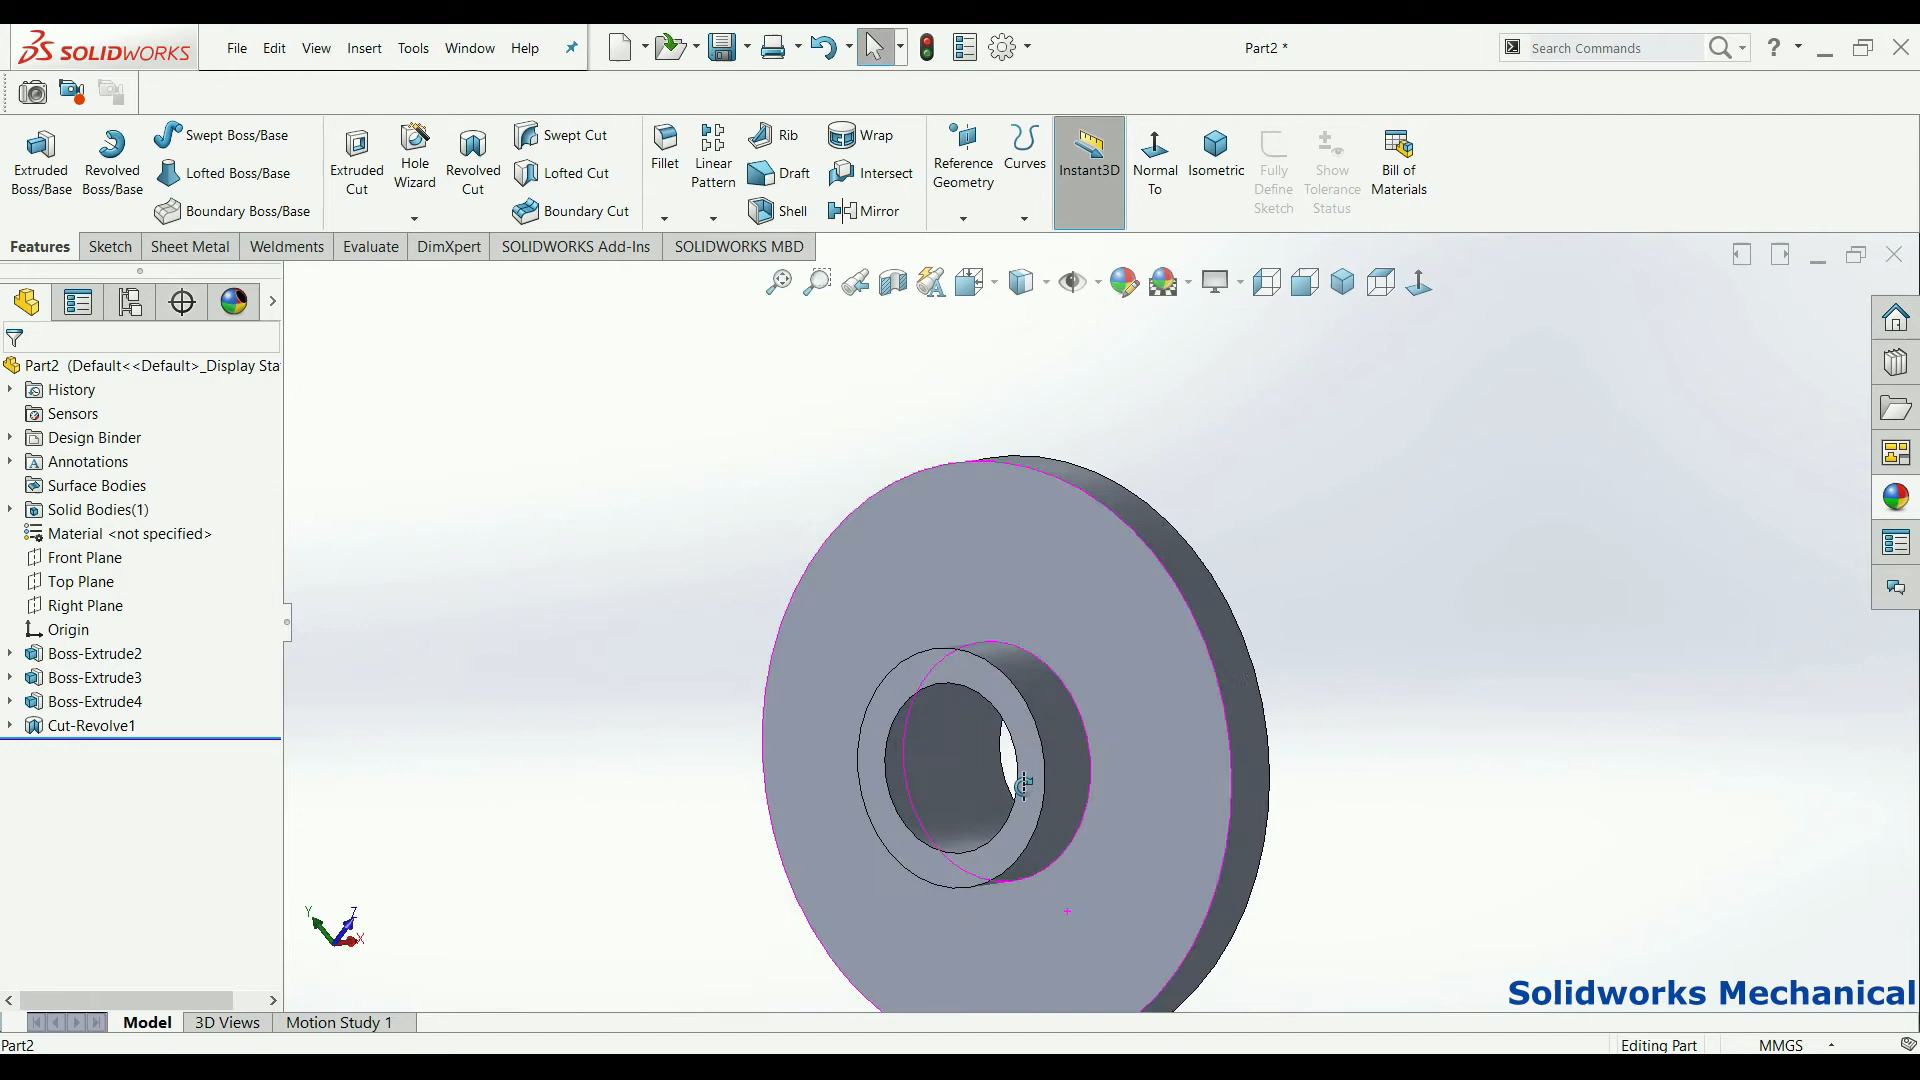 SOLIDWORKS
File Edit View Insert Tools Window Help
Part2 *
Search Commands
?
Extruded Boss/Base
Revolved Boss/Base
Swept Boss/Base
Lofted Boss/Base
Boundary Boss/Base
Extruded Cut
Hole Wizard
Revolved Cut
Swept Cut
Lofted Cut
Boundary Cut
Fillet
Linear Pattern
Rib
Draft
Shell
Wrap
Intersect
Mirror
Reference Geometry
Curves
Instant3D
Normal To
Isometric
Fully Define Sketch
Show Tolerance Status
Bill of Materials
Features Sketch Sheet Metal Weldments Evaluate DimXpert SOLIDWORKS Add-Ins SOLIDWORKS MBD
Part2 (Default<<Default>_Display Sta
History
Sensors
Design Binder
Annotations
Surface Bodies
Solid Bodies(1)
Material <not specified>
Front Plane
Top Plane
Right Plane
Origin
Boss-Extrude2
Boss-Extrude3
Boss-Extrude4
Cut-Revolve1
Y Z X
Solidworks Mechanical
Model 3D Views Motion Study 1
Part2
Editing Part MMGS